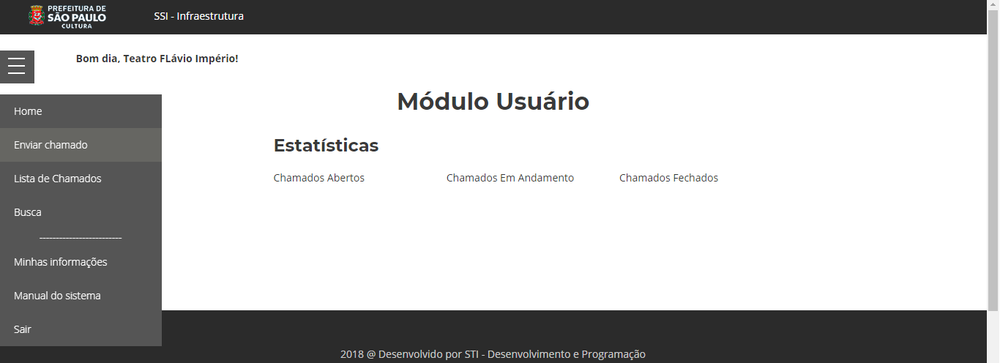 PREFEITURA DE
SÃO PAULO
CULTURA
SSI - Infraestrutura
Bom dia, Teatro FLávio Império!
Home
Enviar chamado
Lista de Chamados
Busca
--------------------------
Minhas informações
Manual do sistema
Sair
Módulo Usuário
Estatísticas
Chamados Abertos
Chamados Em Andamento
Chamados Fechados
2018 @ Desenvolvido por STI - Desenvolvimento e Programação